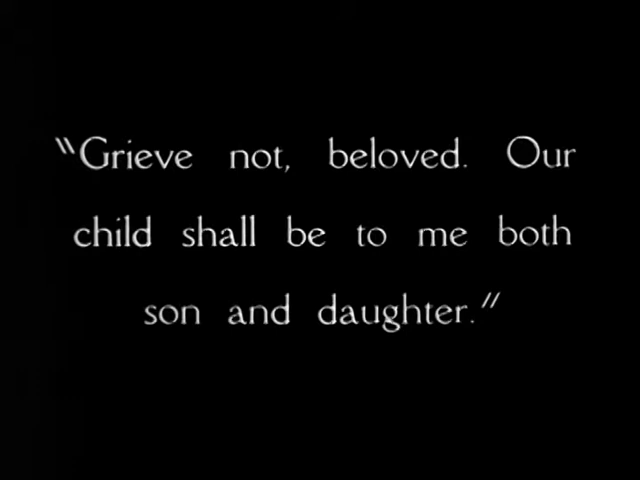 "Grieve not, beloved. Our
child shall be to me both
son and daughter."